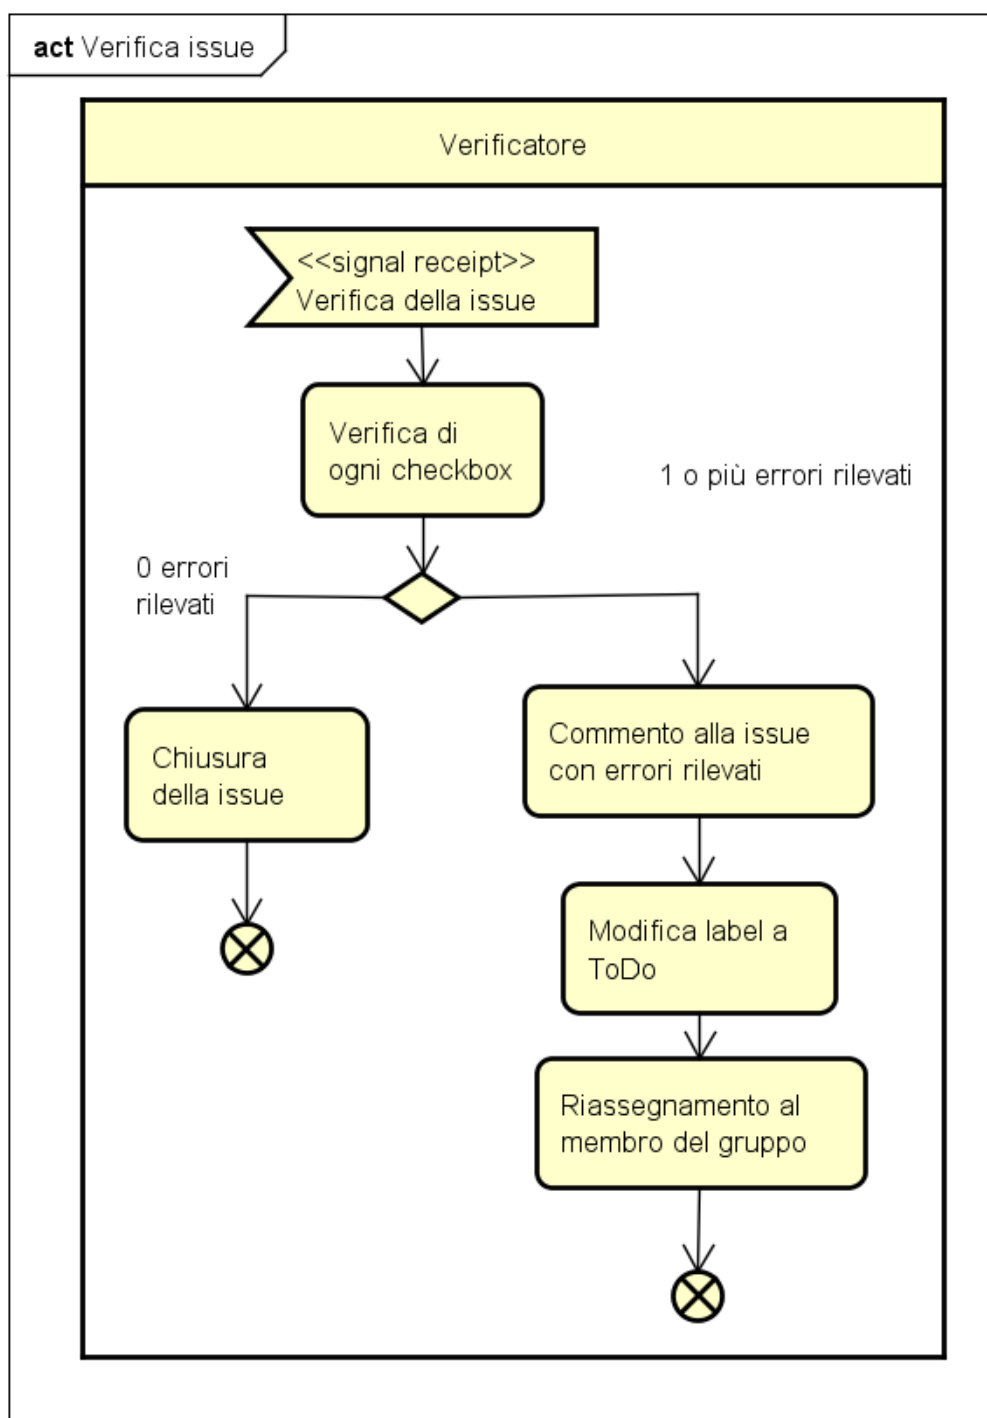 act Verifica issue
Verificatore
<<signal receipt>>
Verifica della issue
Verifica di
ogni checkbox
1 o più errori rilevati
0 errori
rilevati
Chiusura
della issue
Commento alla issue
con errori rilevati
Modifica label a
ToDo
Riassegnamento al
membro del gruppo